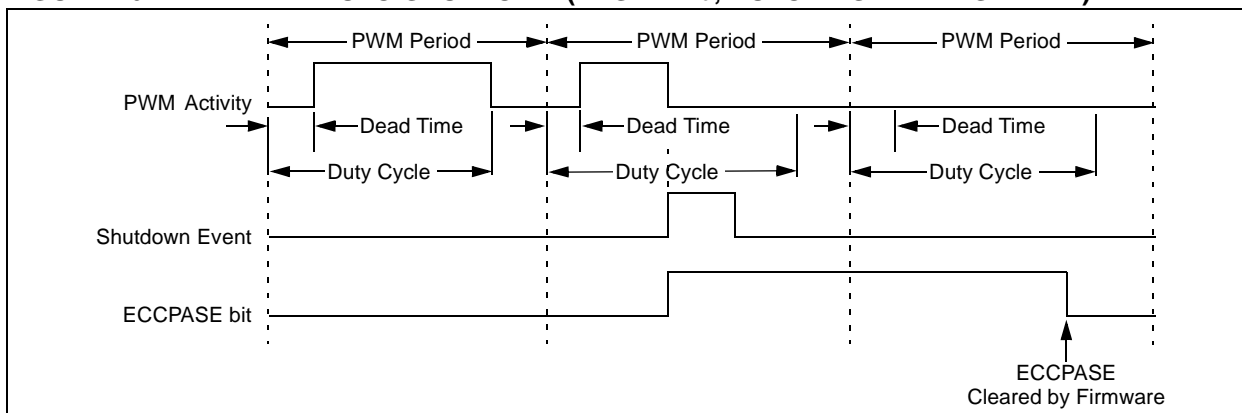 PWM Period PWM Period PWM Period
PWM Activity
Dead Time Dead Time Dead Time
Duty Cycle Duty Cycle Duty Cycle
Shutdown Event
ECCPASE bit
ECCPASE
Cleared by Firmware